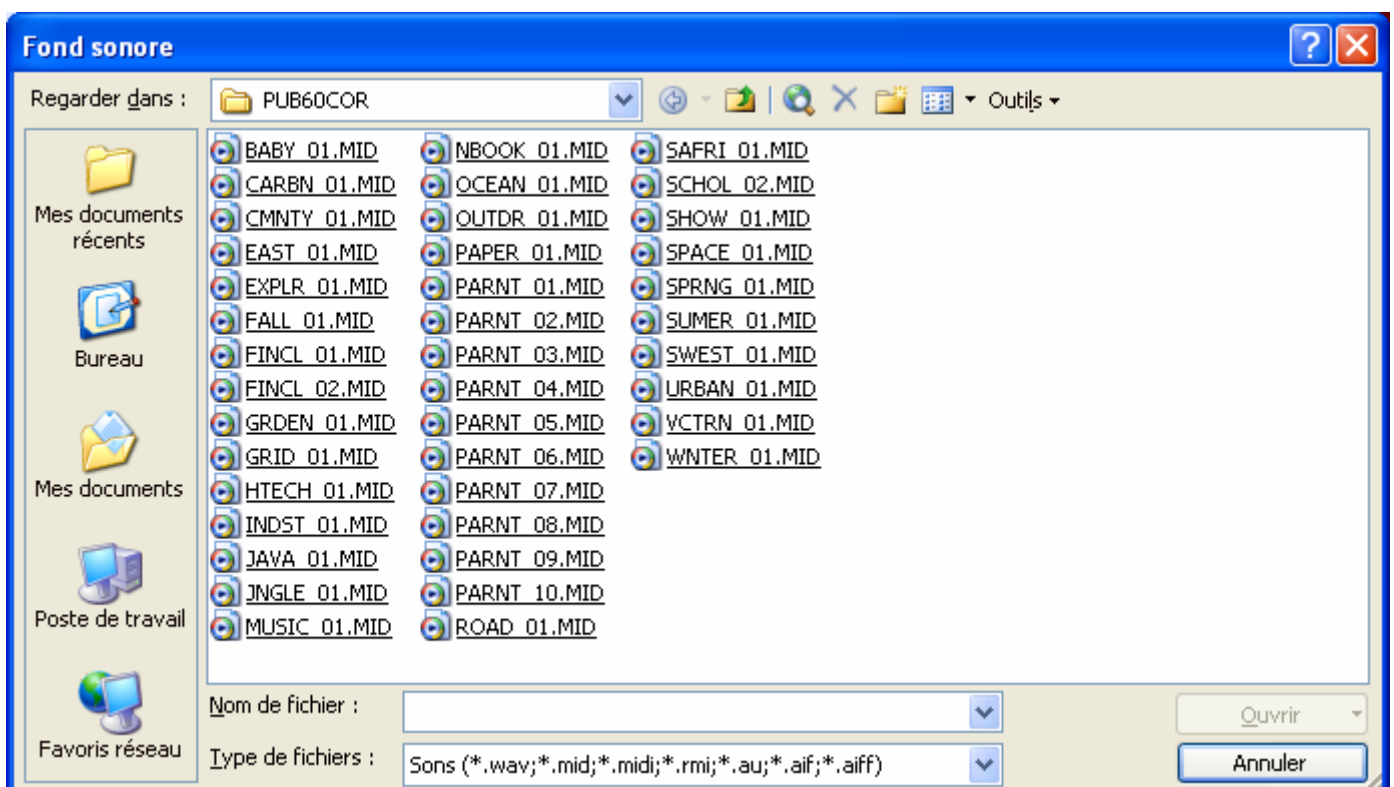 Fond sonore
Regarder dans :
PUB60COR
Outils
Mes documents
récents
Bureau
Mes documents
Poste de travail
Favoris réseau
BABY_01.MID
CARBN_01.MID
CMNTY_01.MID
EAST_01.MID
EXPLR_01.MID
FALL_01.MID
FINCL_01.MID
FINCL_02.MID
GRDEN_01.MID
GRID_01.MID
HTECH_01.MID
INDST_01.MID
JAVA_01.MID
JNGLE_01.MID
MUSIC_01.MID
NBOOK_01.MID
OCEAN_01.MID
OUTDR_01.MID
PAPER_01.MID
PARNT_01.MID
PARNT_02.MID
PARNT_03.MID
PARNT_04.MID
PARNT_05.MID
PARNT_06.MID
PARNT_07.MID
PARNT_08.MID
PARNT_09.MID
PARNT_10.MID
ROAD_01.MID
SAFRI_01.MID
SCHOL_02.MID
SHOW_01.MID
SPACE_01.MID
SPRNG_01.MID
SUMER_01.MID
SWEST_01.MID
URBAN_01.MID
VCTRN_01.MID
WNTER_01.MID
Nom de fichier :
Ouvrir
Type de fichiers :
Sons (*.wav;*.mid;*.midi;*.rmi;*.au;*.aif;*.aiff)
Annuler